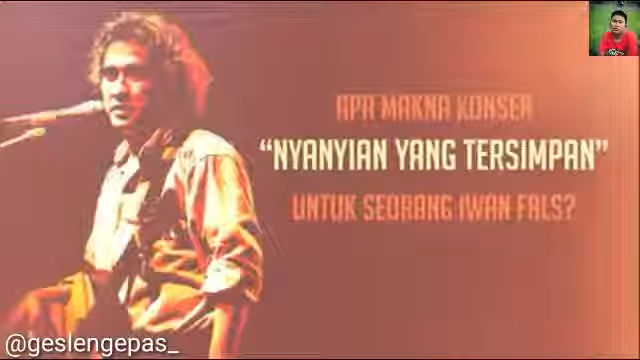 APA MAKNA KONSER
“NYANYIAN YANG TERSIMPAN”
UNTUK SEORANG IWAN FALS?
@geslengepas_